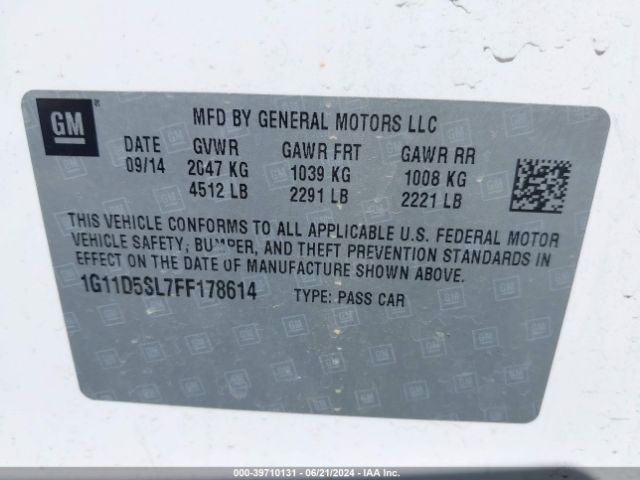 GM
MFD BY GENERAL MOTORS LLC
DATE GVWR GAWR FRT GAWR RR
09/14 2047 KG 1039 KG 1008 KG
4512 LB 2291 LB 2221 LB
THIS VEHICLE CONFORMS TO ALL APPLICABLE U.S. FEDERAL MOTOR
VEHICLE SAFETY, BUMPER, AND THEFT PREVENTION STANDARDS IN
EFFECT ON THE DATE OF MANUFACTURE SHOWN ABOVE.
1G11D5SL7FF178614 TYPE: PASS CAR
000-39710131 - 06/21/2024 - IAAI.COM